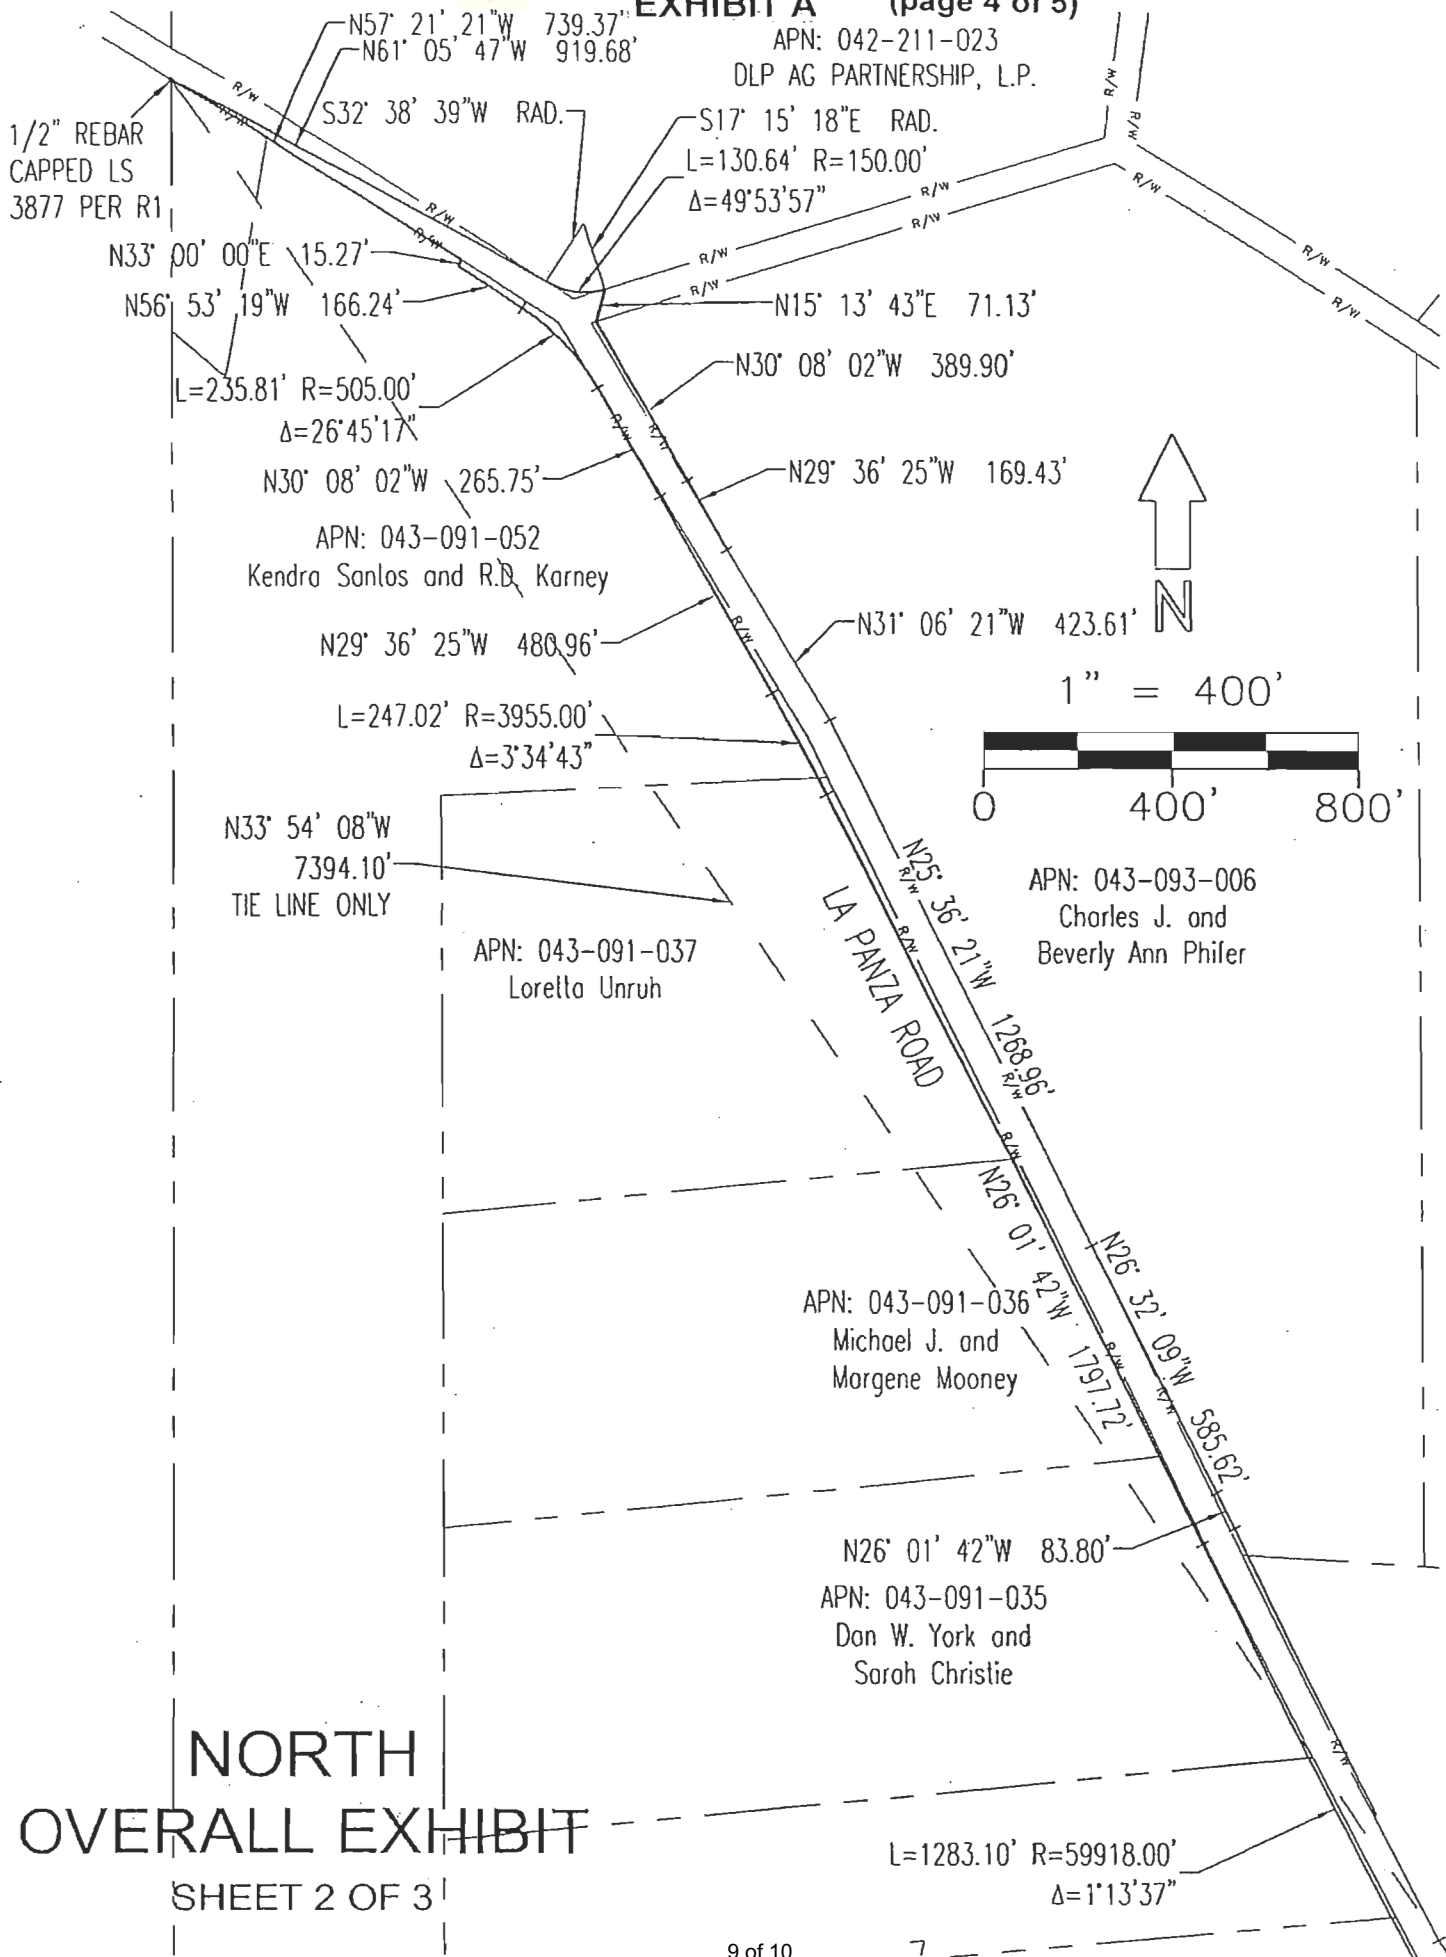 EXHIBIT A (page 4 of 5)
N57° 21' 21"W 739.37'
N61° 05' 47"W 919.68'
APN: 042-211-023
DLP AG PARTNERSHIP, L.P.
R/W
R/W
R/W
R/W
S32° 38' 39"W RAD.
S17° 15' 18"E RAD.
L=130.64' R=150.00'
Δ=49°53'57"
1/2" REBAR
CAPPED LS
3877 PER R1
R/W
R/W
R/W
R/W
R/W
R/W
R/W
R/W
R/W
N33° 00' 00"E 15.27'
N56° 53' 19"W 166.24'
N15° 13' 43"E 71.13'
N30° 08' 02"W 389.90'
L=235.81' R=505.00'
Δ=26°45'17"
R/W
R/W
N30° 08' 02"W 265.75'
N29° 36' 25"W 169.43'
APN: 043-091-052
Kendra Santos and R.D. Karney
N31° 06' 21"W 423.61'
N
N29° 36' 25"W 480.96'
R/W
1" = 400'
L=247.02' R=3955.00'
Δ=3°34'43"
0 400' 800'
N33° 54' 08"W
7394.10'
TIE LINE ONLY
N25° 36' 21"W 1268.96'
R/W
R/W
R/W
LA PANZA ROAD
APN: 043-093-006
Charles J. and
Beverly Ann Phifer
APN: 043-091-037
Loretta Unruh
R/W
N26° 01' 42"W 1797.72'
N26° 32' 09"W 585.62'
APN: 043-091-036
Michael J. and
Margene Mooney
R/W
R/W
N26° 01' 42"W 83.80'
APN: 043-091-035
Dan W. York and
Sarah Christie
R/W
NORTH
OVERALL EXHIBIT
SHEET 2 OF 3
L=1283.10' R=59918.00'
Δ=1°13'37"
9 of 10